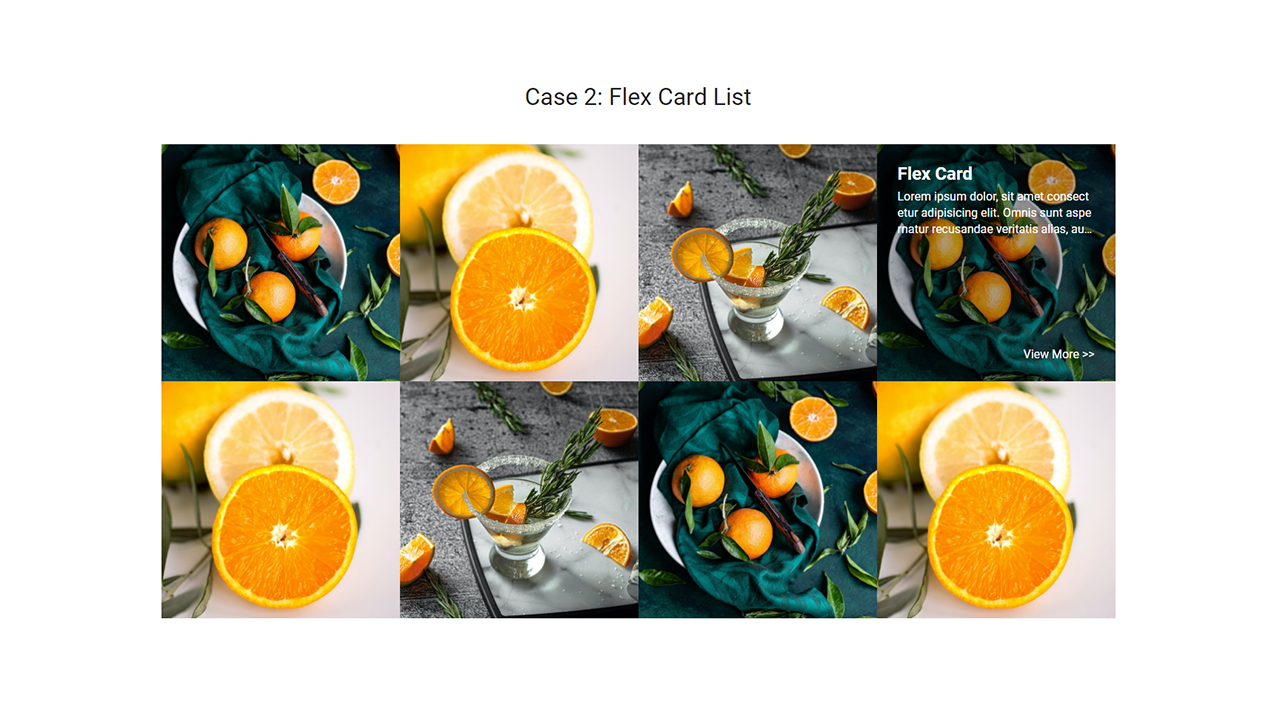 Case 2: Flex Card List
Flex Card
Lorem ipsum dolor, sit amet consect
etur adipisicing elit. Omnis sunt aspe
rnatur recusandae veritatis alias, au...
View More >>